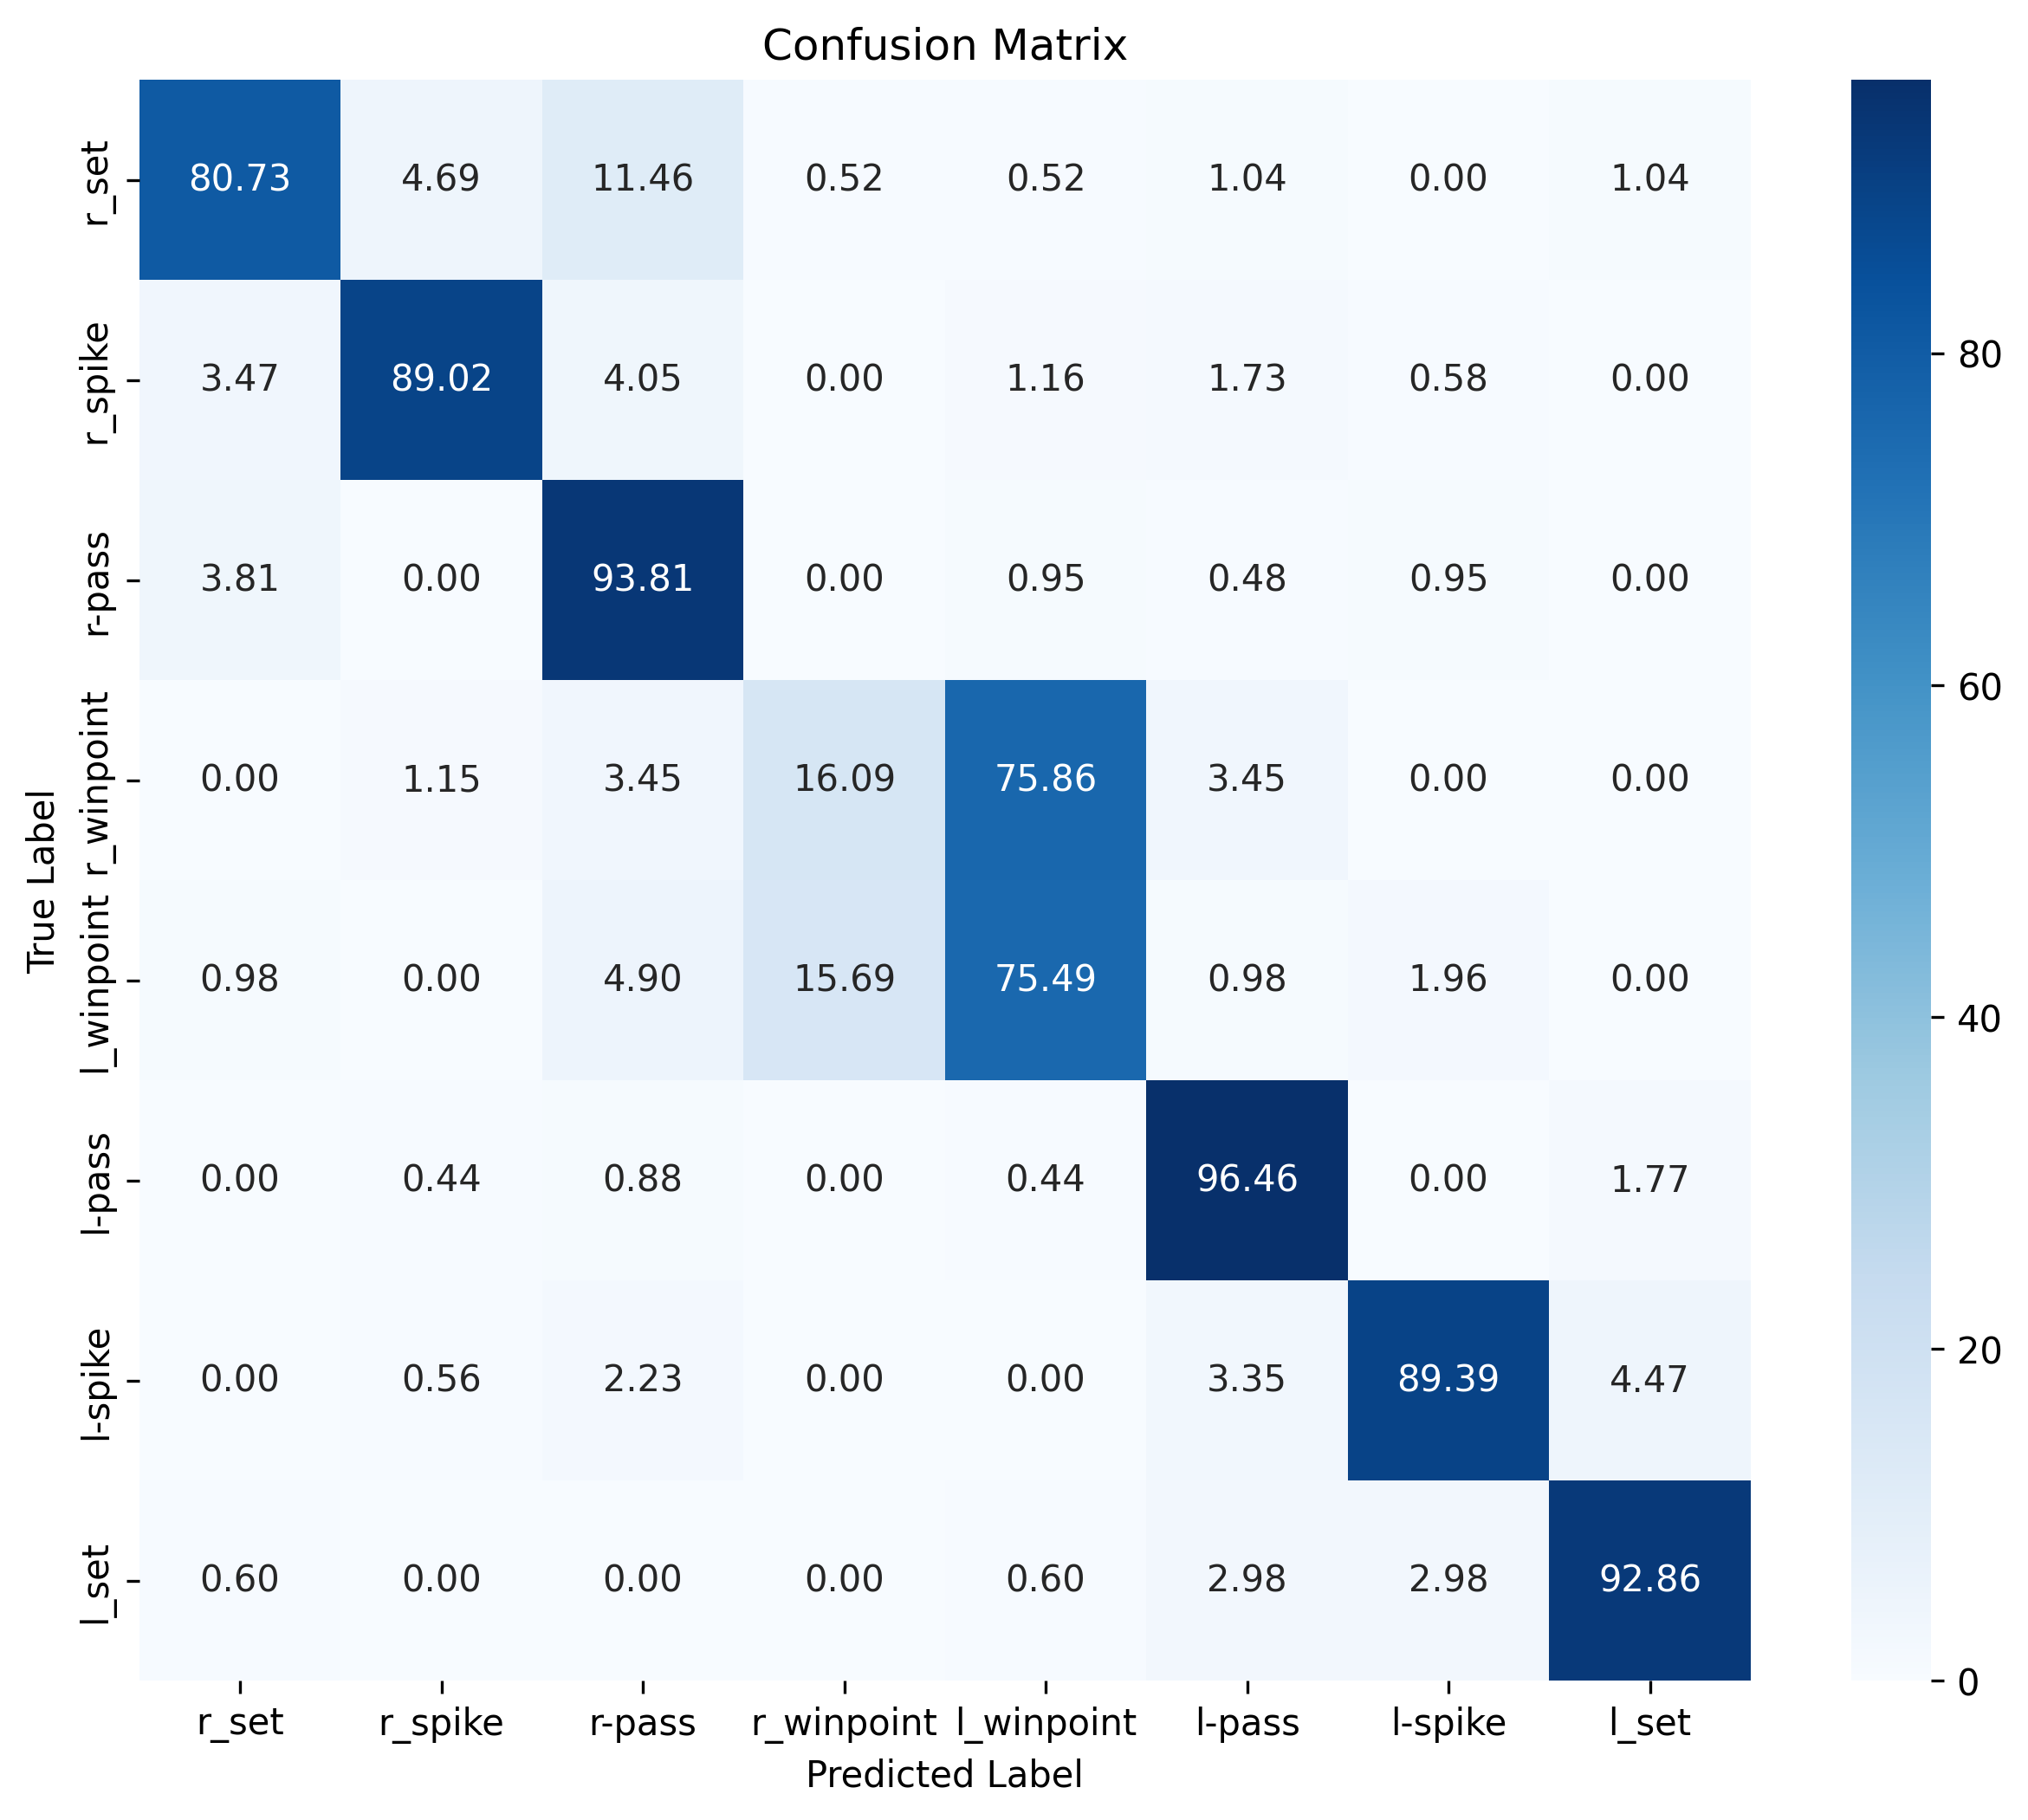 Confusion Matrix
True Label
r_set 80.73 4.69 11.46 0.52 0.52 1.04 0.00 1.04
r_spike 3.47 89.02 4.05 0.00 1.16 1.73 0.58 0.00
r-pass 3.81 0.00 93.81 0.00 0.95 0.48 0.95 0.00
r_winpoint 0.00 1.15 3.45 16.09 75.86 3.45 0.00 0.00
l_winpoint 0.98 0.00 4.90 15.69 75.49 0.98 1.96 0.00
l-pass 0.00 0.44 0.88 0.00 0.44 96.46 0.00 1.77
l-spike 0.00 0.56 2.23 0.00 0.00 3.35 89.39 4.47
l_set 0.60 0.00 0.00 0.00 0.60 2.98 2.98 92.86
r_set r_spike r-pass r_winpoint l_winpoint l-pass l-spike l_set
Predicted Label
80
60
40
20
0